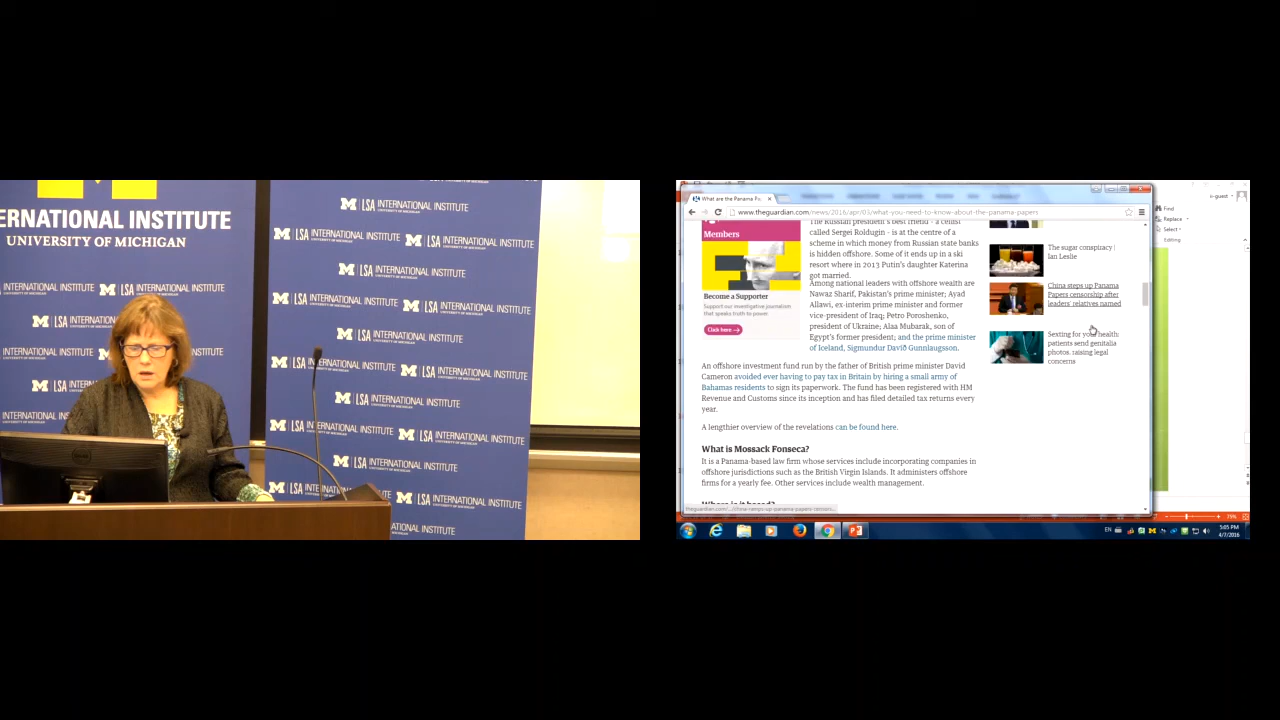 ERNATIONAL INSTITUTE
UNIVERSITY OF MICHIGAN
M LSA INTERNATIONAL INSTITUTE
UNIVERSITY OF MICHIGAN
What are the Panama Pa
www.theguardian.com/news/2016/apr/03/what-you-need-to-know-about-the-panama-papers
Members
Become a Supporter
Support our investigative journalism
that speaks truth to power
Click here
The Russian president's best friend - a cellist
called Sergei Roldugin - is at the centre of a
scheme in which money from Russian state banks
is hidden offshore. Some of it ends up in a ski
resort where in 2013 Putin's daughter Katerina
got married.
Among national leaders with offshore wealth are
Nawaz Sharif, Pakistan's prime minister; Ayad
Allawi, ex-interim prime minister and former
vice-president of Iraq; Petro Poroshenko,
president of Ukraine; Alaa Mubarak, son of
Egypt's former president; and the prime minister
of Iceland, Sigmundur Davíð Gunnlaugsson.
An offshore investment fund run by the father of British prime minister David
Cameron avoided ever having to pay tax in Britain by hiring a small army of
Bahamas residents to sign its paperwork. The fund has been registered with HM
Revenue and Customs since its inception and has filed detailed tax returns every
year.
A lengthier overview of the revelations can be found here.
What is Mossack Fonseca?
It is a Panama-based law firm whose services include incorporating companies in
offshore jurisdictions such as the British Virgin Islands. It administers offshore
firms for a yearly fee. Other services include wealth management.
Where is it based?
The sugar conspiracy |
Ian Leslie
China steps up Panama
Papers censorship after
leaders' relatives named
Sexting for your health:
patients send genitalia
photos, raising legal
concerns
ii-guest
Find
Replace
Select
Editing
EN
5:05 PM
4/7/2016